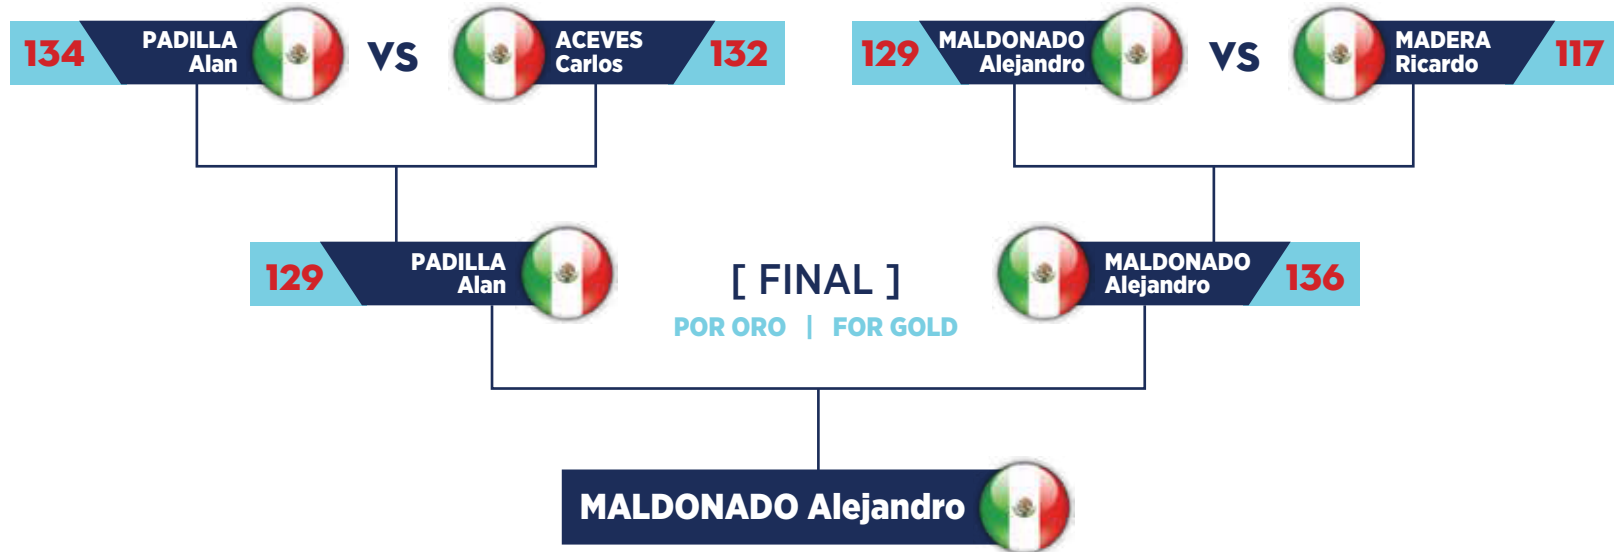 134
PADILLA
Alan
VS
ACEVES
Carlos
132
129
MALDONADO
Alejandro
VS
MADERA
Ricardo
117
129
PADILLA
Alan
[ FINAL ]
POR ORO | FOR GOLD
MALDONADO
Alejandro
136
MALDONADO Alejandro